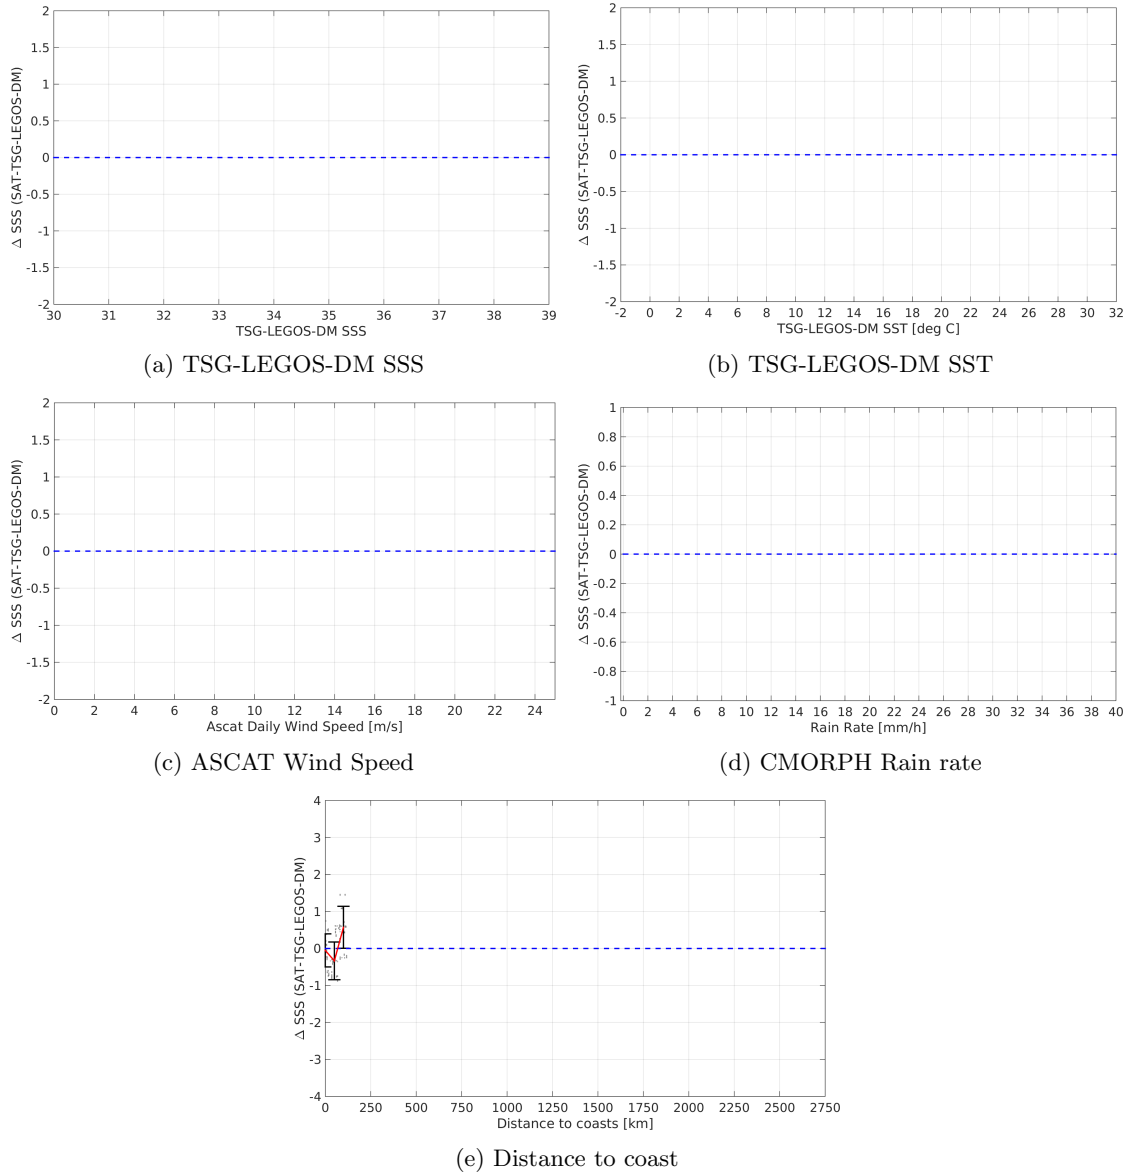 2
1.5
1
0.5
0
-0.5
-1
-1.5
-2
Δ SSS (SAT-TSG-LEGOS-DM)
30 31 32 33 34 35 36 37 38 39
TSG-LEGOS-DM SSS
(a) TSG-LEGOS-DM SSS
2
1.5
1
0.5
0
-0.5
-1
-1.5
-2
Δ SSS (SAT-TSG-LEGOS-DM)
-2 0 2 4 6 8 10 12 14 16 18 20 22 24 26 28 30 32
TSG-LEGOS-DM SST [deg C]
(b) TSG-LEGOS-DM SST
2
1.5
1
0.5
0
-0.5
-1
-1.5
-2
Δ SSS (SAT-TSG-LEGOS-DM)
0 2 4 6 8 10 12 14 16 18 20 22 24
Ascat Daily Wind Speed [m/s]
(c) ASCAT Wind Speed
1
0.8
0.6
0.4
0.2
0
-0.2
-0.4
-0.6
-0.8
-1
Δ SSS (SAT-TSG-LEGOS-DM)
0 2 4 6 8 10 12 14 16 18 20 22 24 26 28 30 32 34 36 38 40
Rain Rate [mm/h]
(d) CMORPH Rain rate
4
3
2
1
0
-1
-2
-3
-4
Δ SSS (SAT-TSG-LEGOS-DM)
0 250 500 750 1000 1250 1500 1750 2000 2250 2500 2750
Distance to coasts [km]
(e) Distance to coast